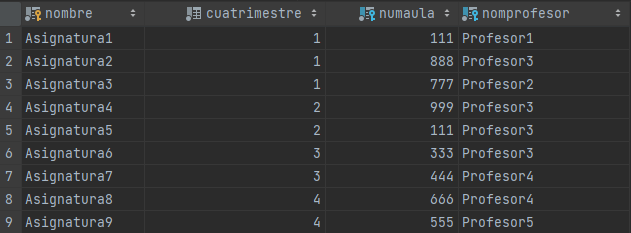 nombre cuatrimestre numaula nomprofesor
1 Asignatura1 1 111 Profesor1
2 Asignatura2 1 888 Profesor3
3 Asignatura3 1 777 Profesor2
4 Asignatura4 2 999 Profesor3
5 Asignatura5 2 111 Profesor3
6 Asignatura6 3 333 Profesor3
7 Asignatura7 3 444 Profesor4
8 Asignatura8 4 666 Profesor4
9 Asignatura9 4 555 Profesor5